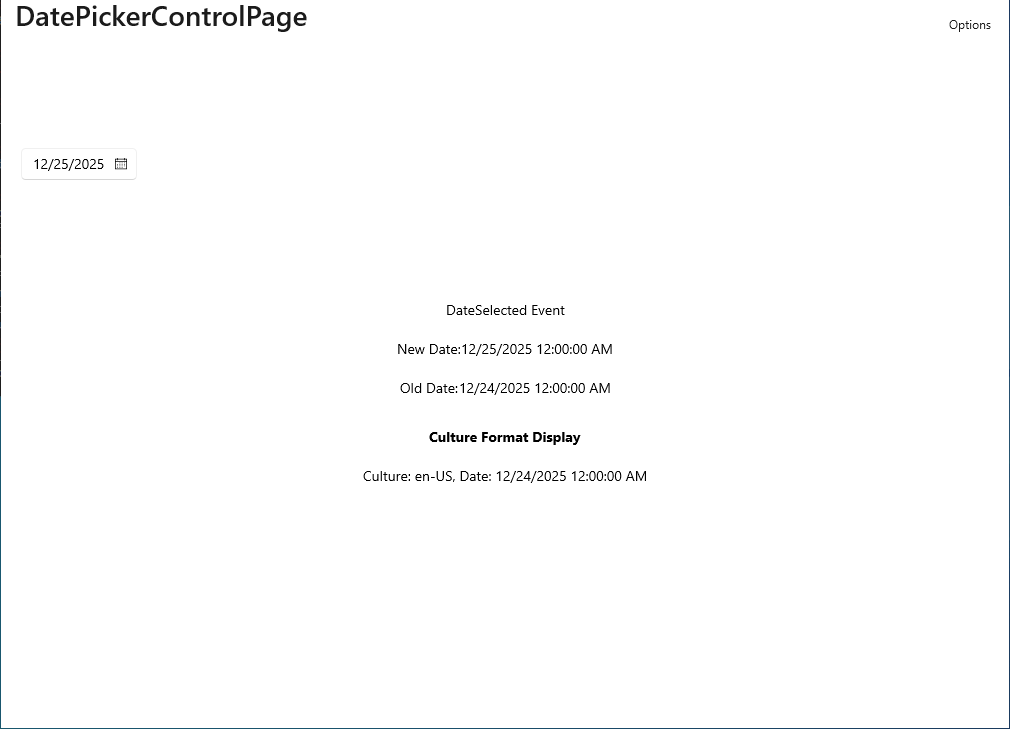 DatePickerControlPage
Options
12/25/2025
DateSelected Event
New Date:12/25/2025 12:00:00 AM
Old Date:12/24/2025 12:00:00 AM
Culture Format Display
Culture: en-US, Date: 12/24/2025 12:00:00 AM